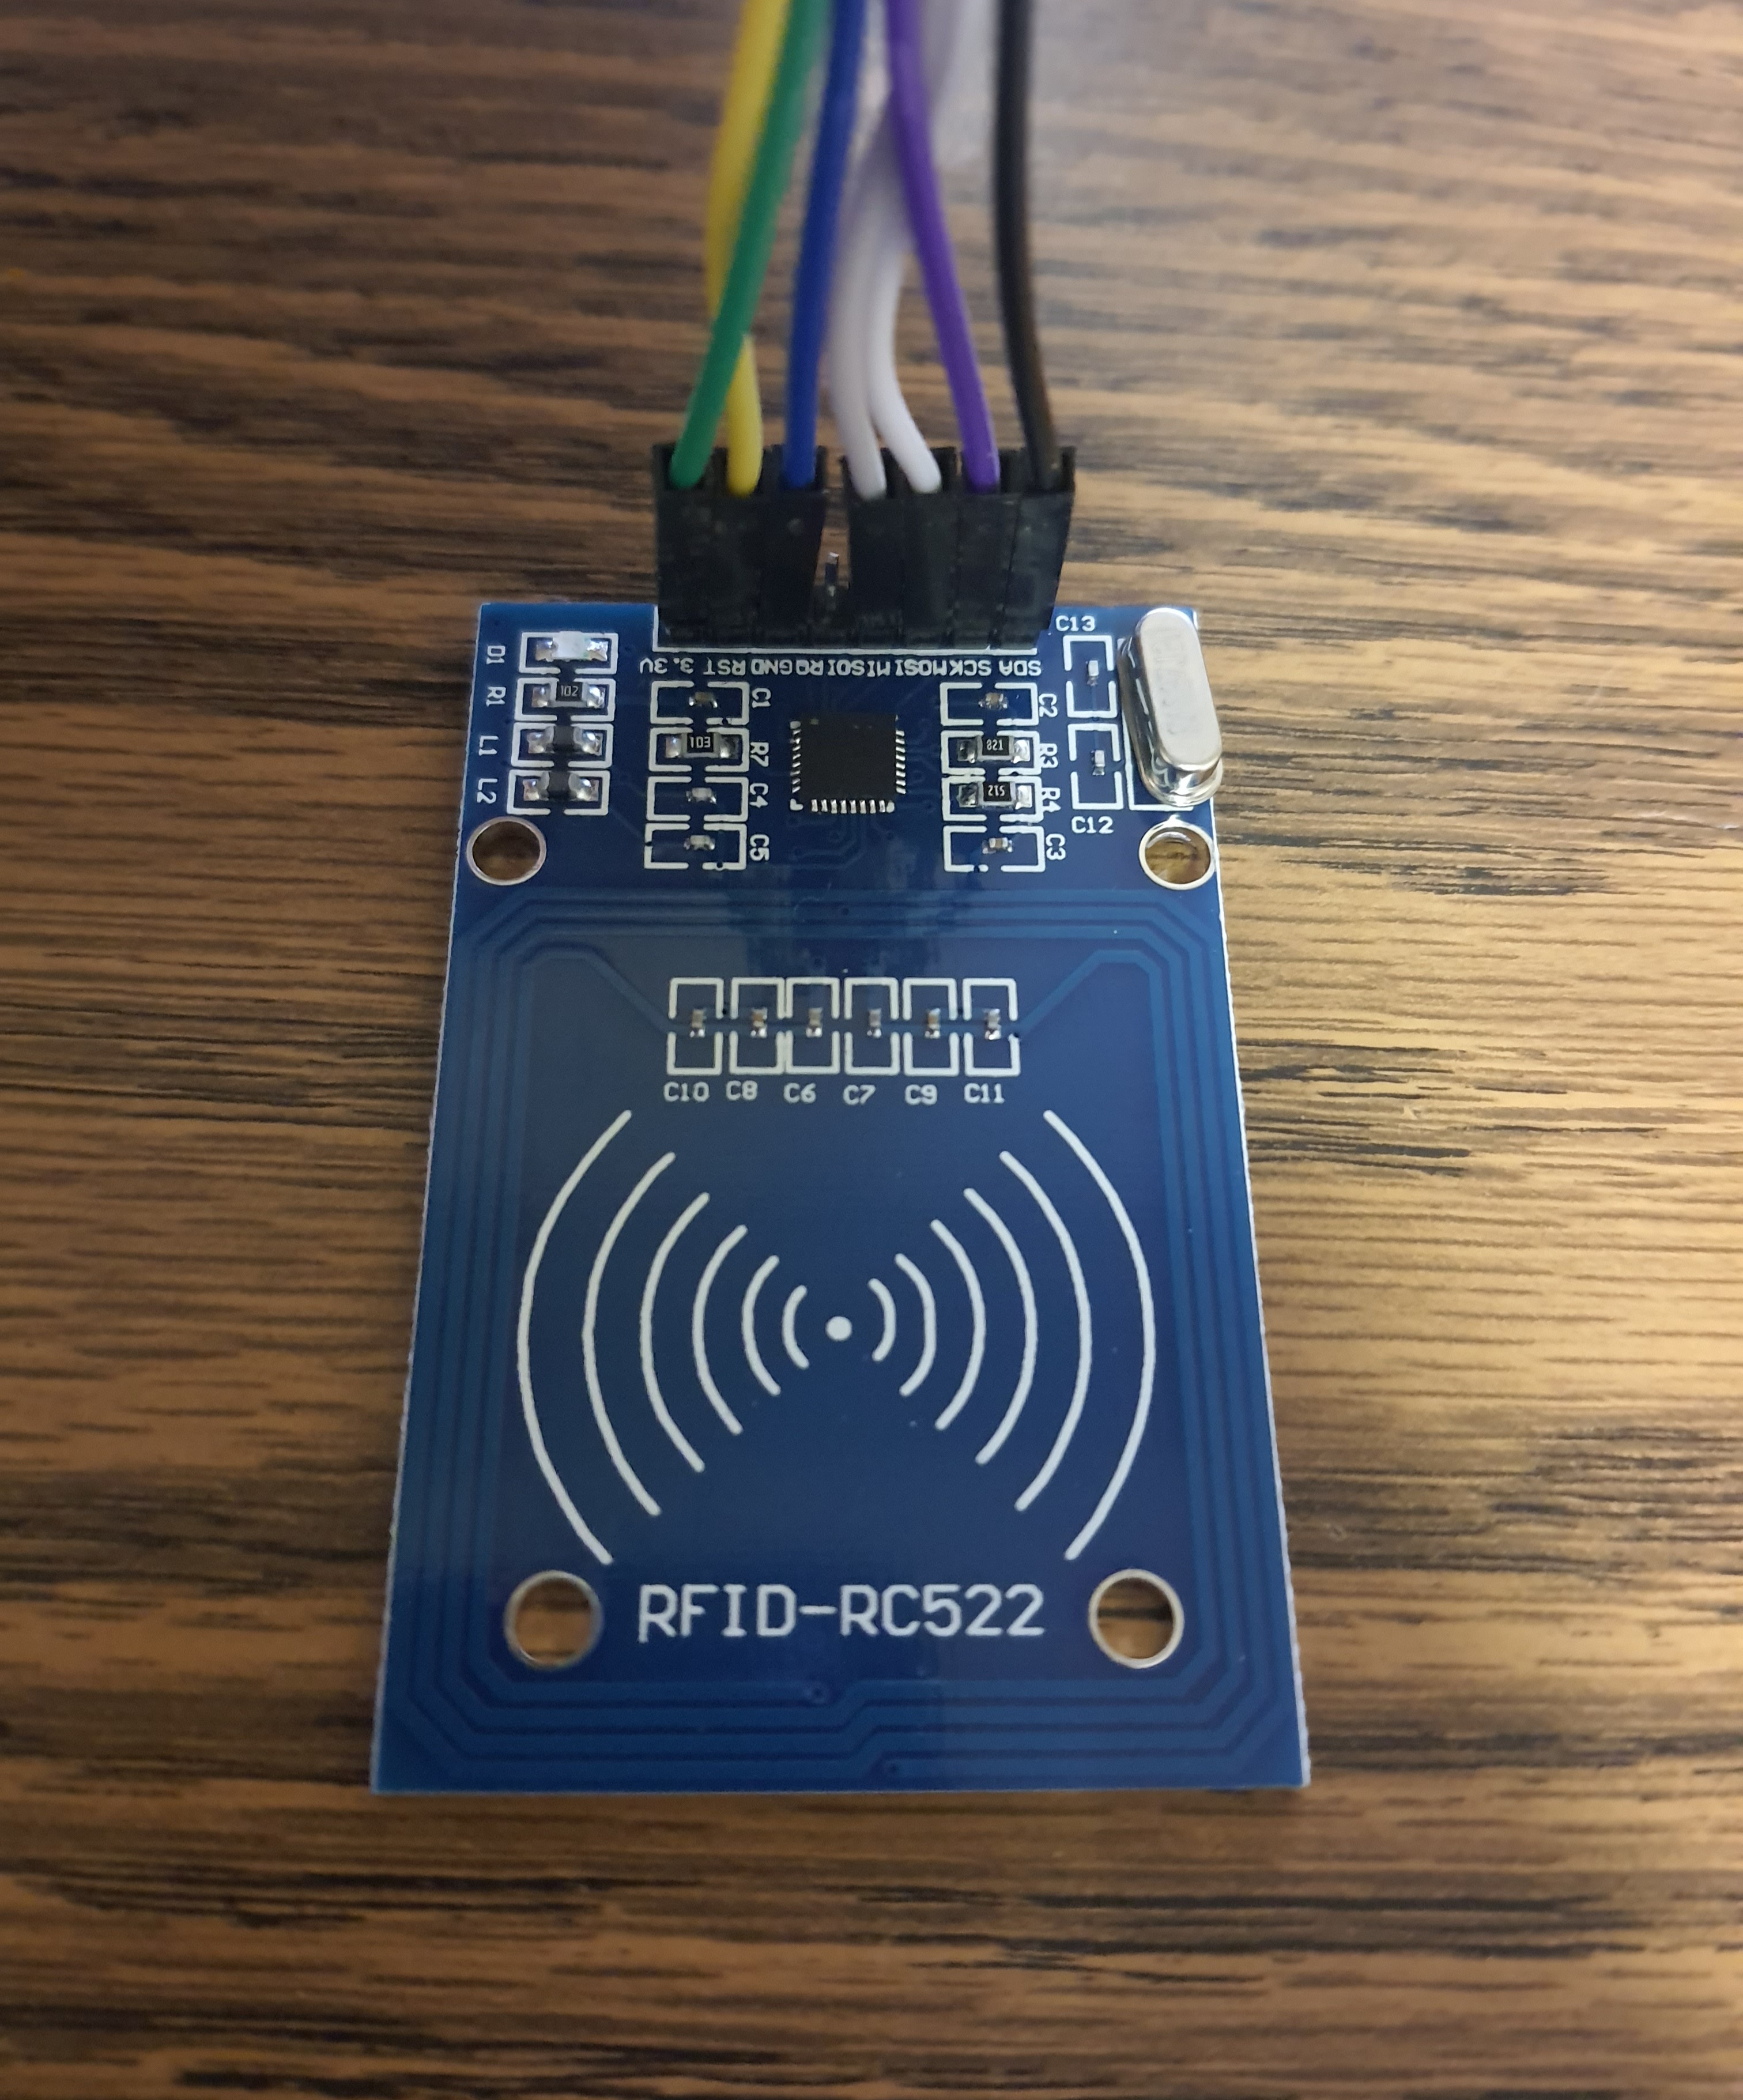 C13
D1
3.3V RST GND IRQ MISO MOSI SCK SDA
R1
102
C1
C2
L1
103
R7
821
R3
L2
C4
512
R4
C12
C5
C3
C10 C8 C6 C7 C9 C11
RFID-RC522